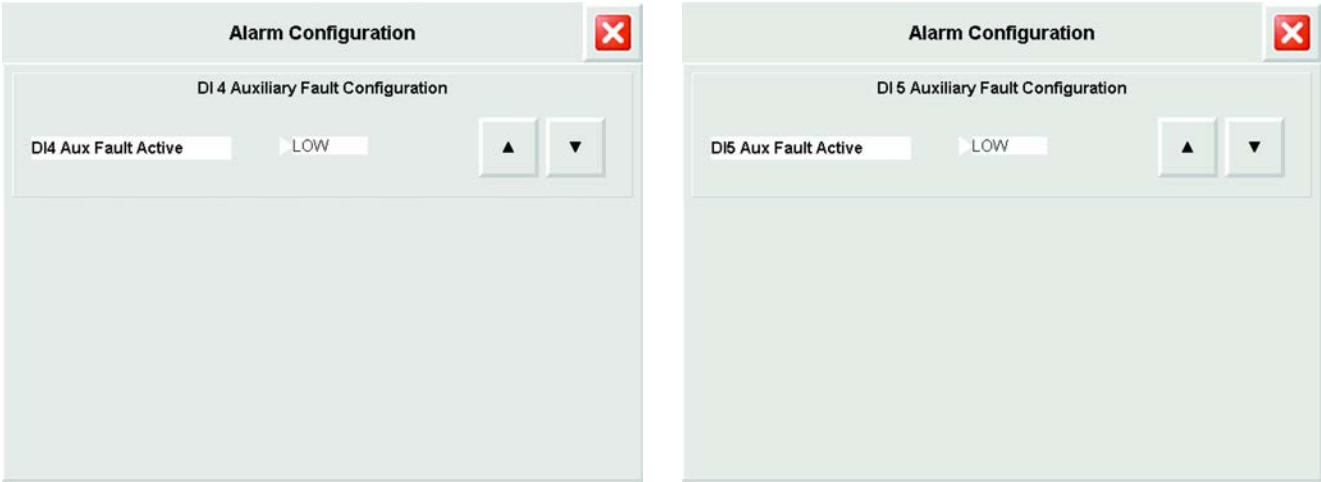 Alarm Configuration
DI 4 Auxiliary Fault Configuration
DI4 Aux Fault Active LOW
Alarm Configuration
DI 5 Auxiliary Fault Configuration
DI5 Aux Fault Active LOW